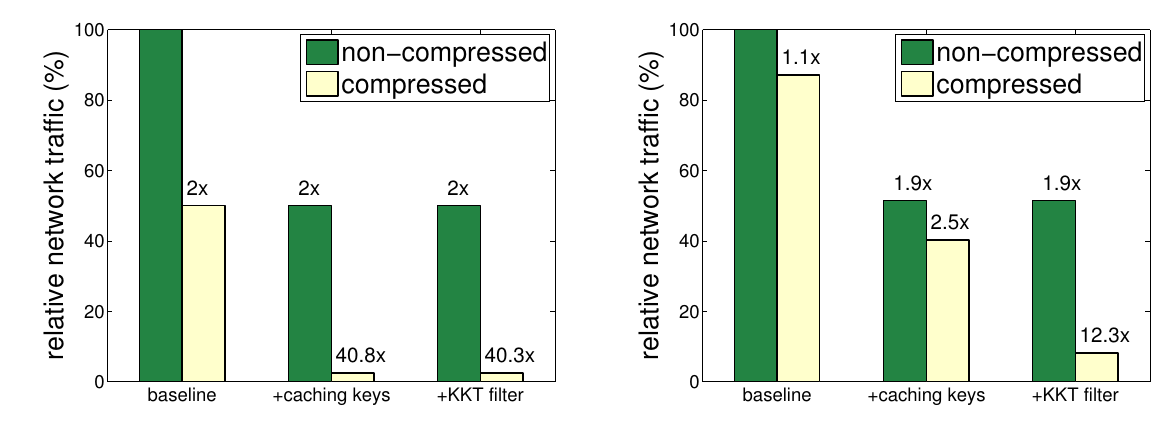 relative network traffic (%)
100
80
60
40
20
0
non−compressed
compressed
2x
2x
2x
40.8x
40.3x
baseline
+caching keys
+KKT filter
relative network traffic (%)
100
80
60
40
20
0
non−compressed
compressed
1.1x
1.9x
2.5x
1.9x
12.3x
baseline
+caching keys
+KKT filter